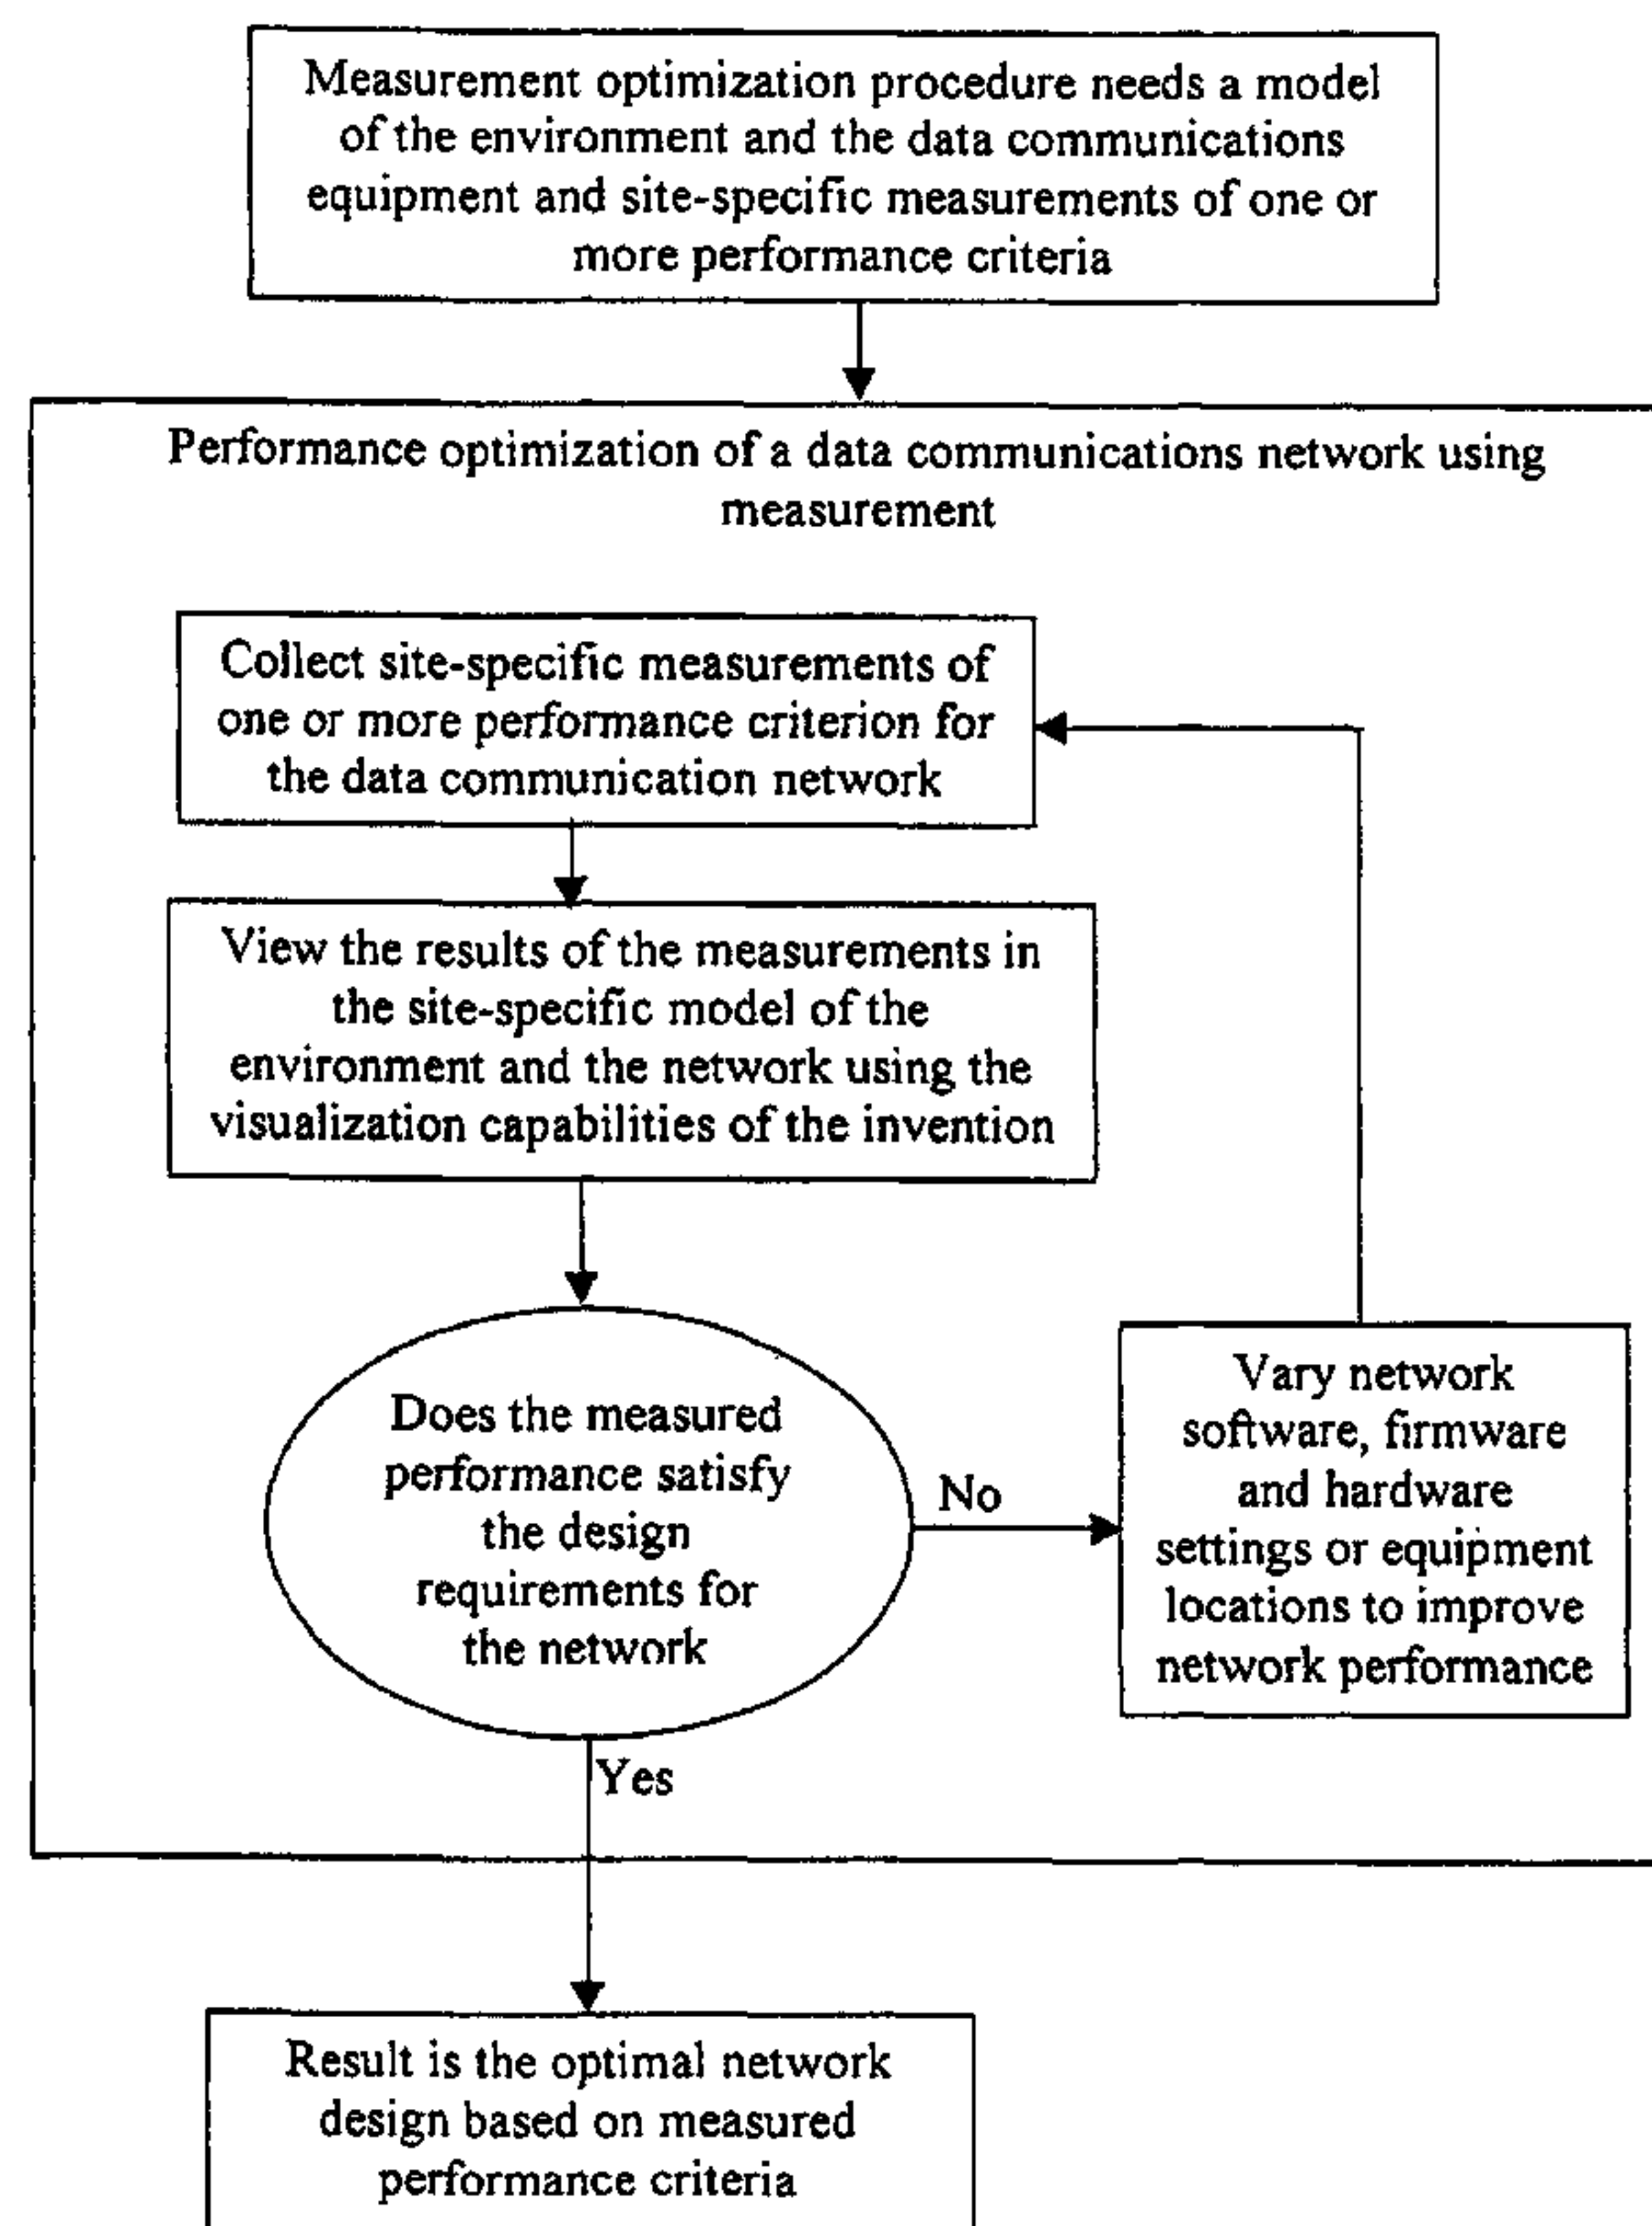 Measurement optimization procedure needs a model
of the environment and the data communications
equipment and site-specific measurements of one or
more performance criteria
Performance optimization of a data communications network using
measurement
Collect site-specific measurements of
one or more performance criterion for
the data communication network
View the results of the measurements in
the site-specific model of the
environment and the network using the
visualization capabilities of the invention
Does the measured
performance satisfy
the design
requirements for
the network
No
Vary network
software, firmware
and hardware
settings or equipment
locations to improve
network performance
Yes
Result is the optimal network
design based on measured
performance criteria